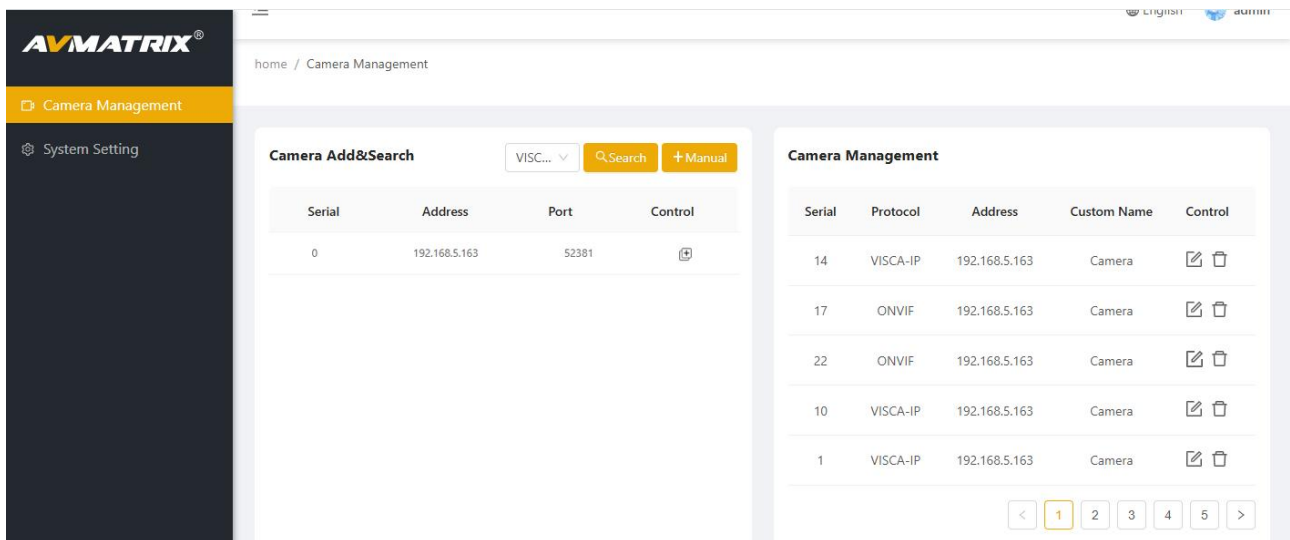 English admin
AVMATRIX®
home / Camera Management
Camera Management
System Setting
Camera Add&Search VISC... Search +Manual
Serial Address Port Control
0 192.168.5.163 52381
Camera Management
Serial Protocol Address Custom Name Control
14 VISCA-IP 192.168.5.163 Camera
17 ONVIF 192.168.5.163 Camera
22 ONVIF 192.168.5.163 Camera
10 VISCA-IP 192.168.5.163 Camera
1 VISCA-IP 192.168.5.163 Camera
< 1 2 3 4 5 >